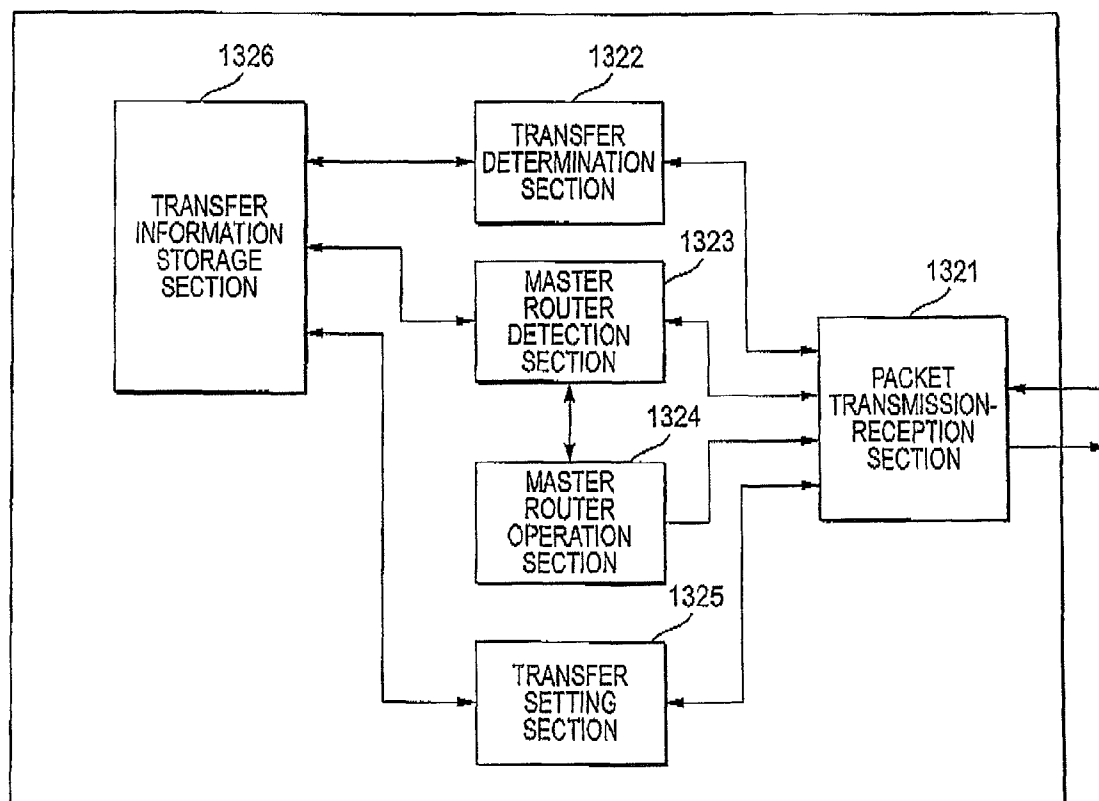 1326
TRANSFER
INFORMATION
STORAGE
SECTION
1322
TRANSFER
DETERMINATION
SECTION
1323
MASTER
ROUTER
DETECTION
SECTION
1324
MASTER
ROUTER
OPERATION
SECTION
1325
TRANSFER
SETTING
SECTION
1321
PACKET
TRANSMISSION-
RECEPTION
SECTION